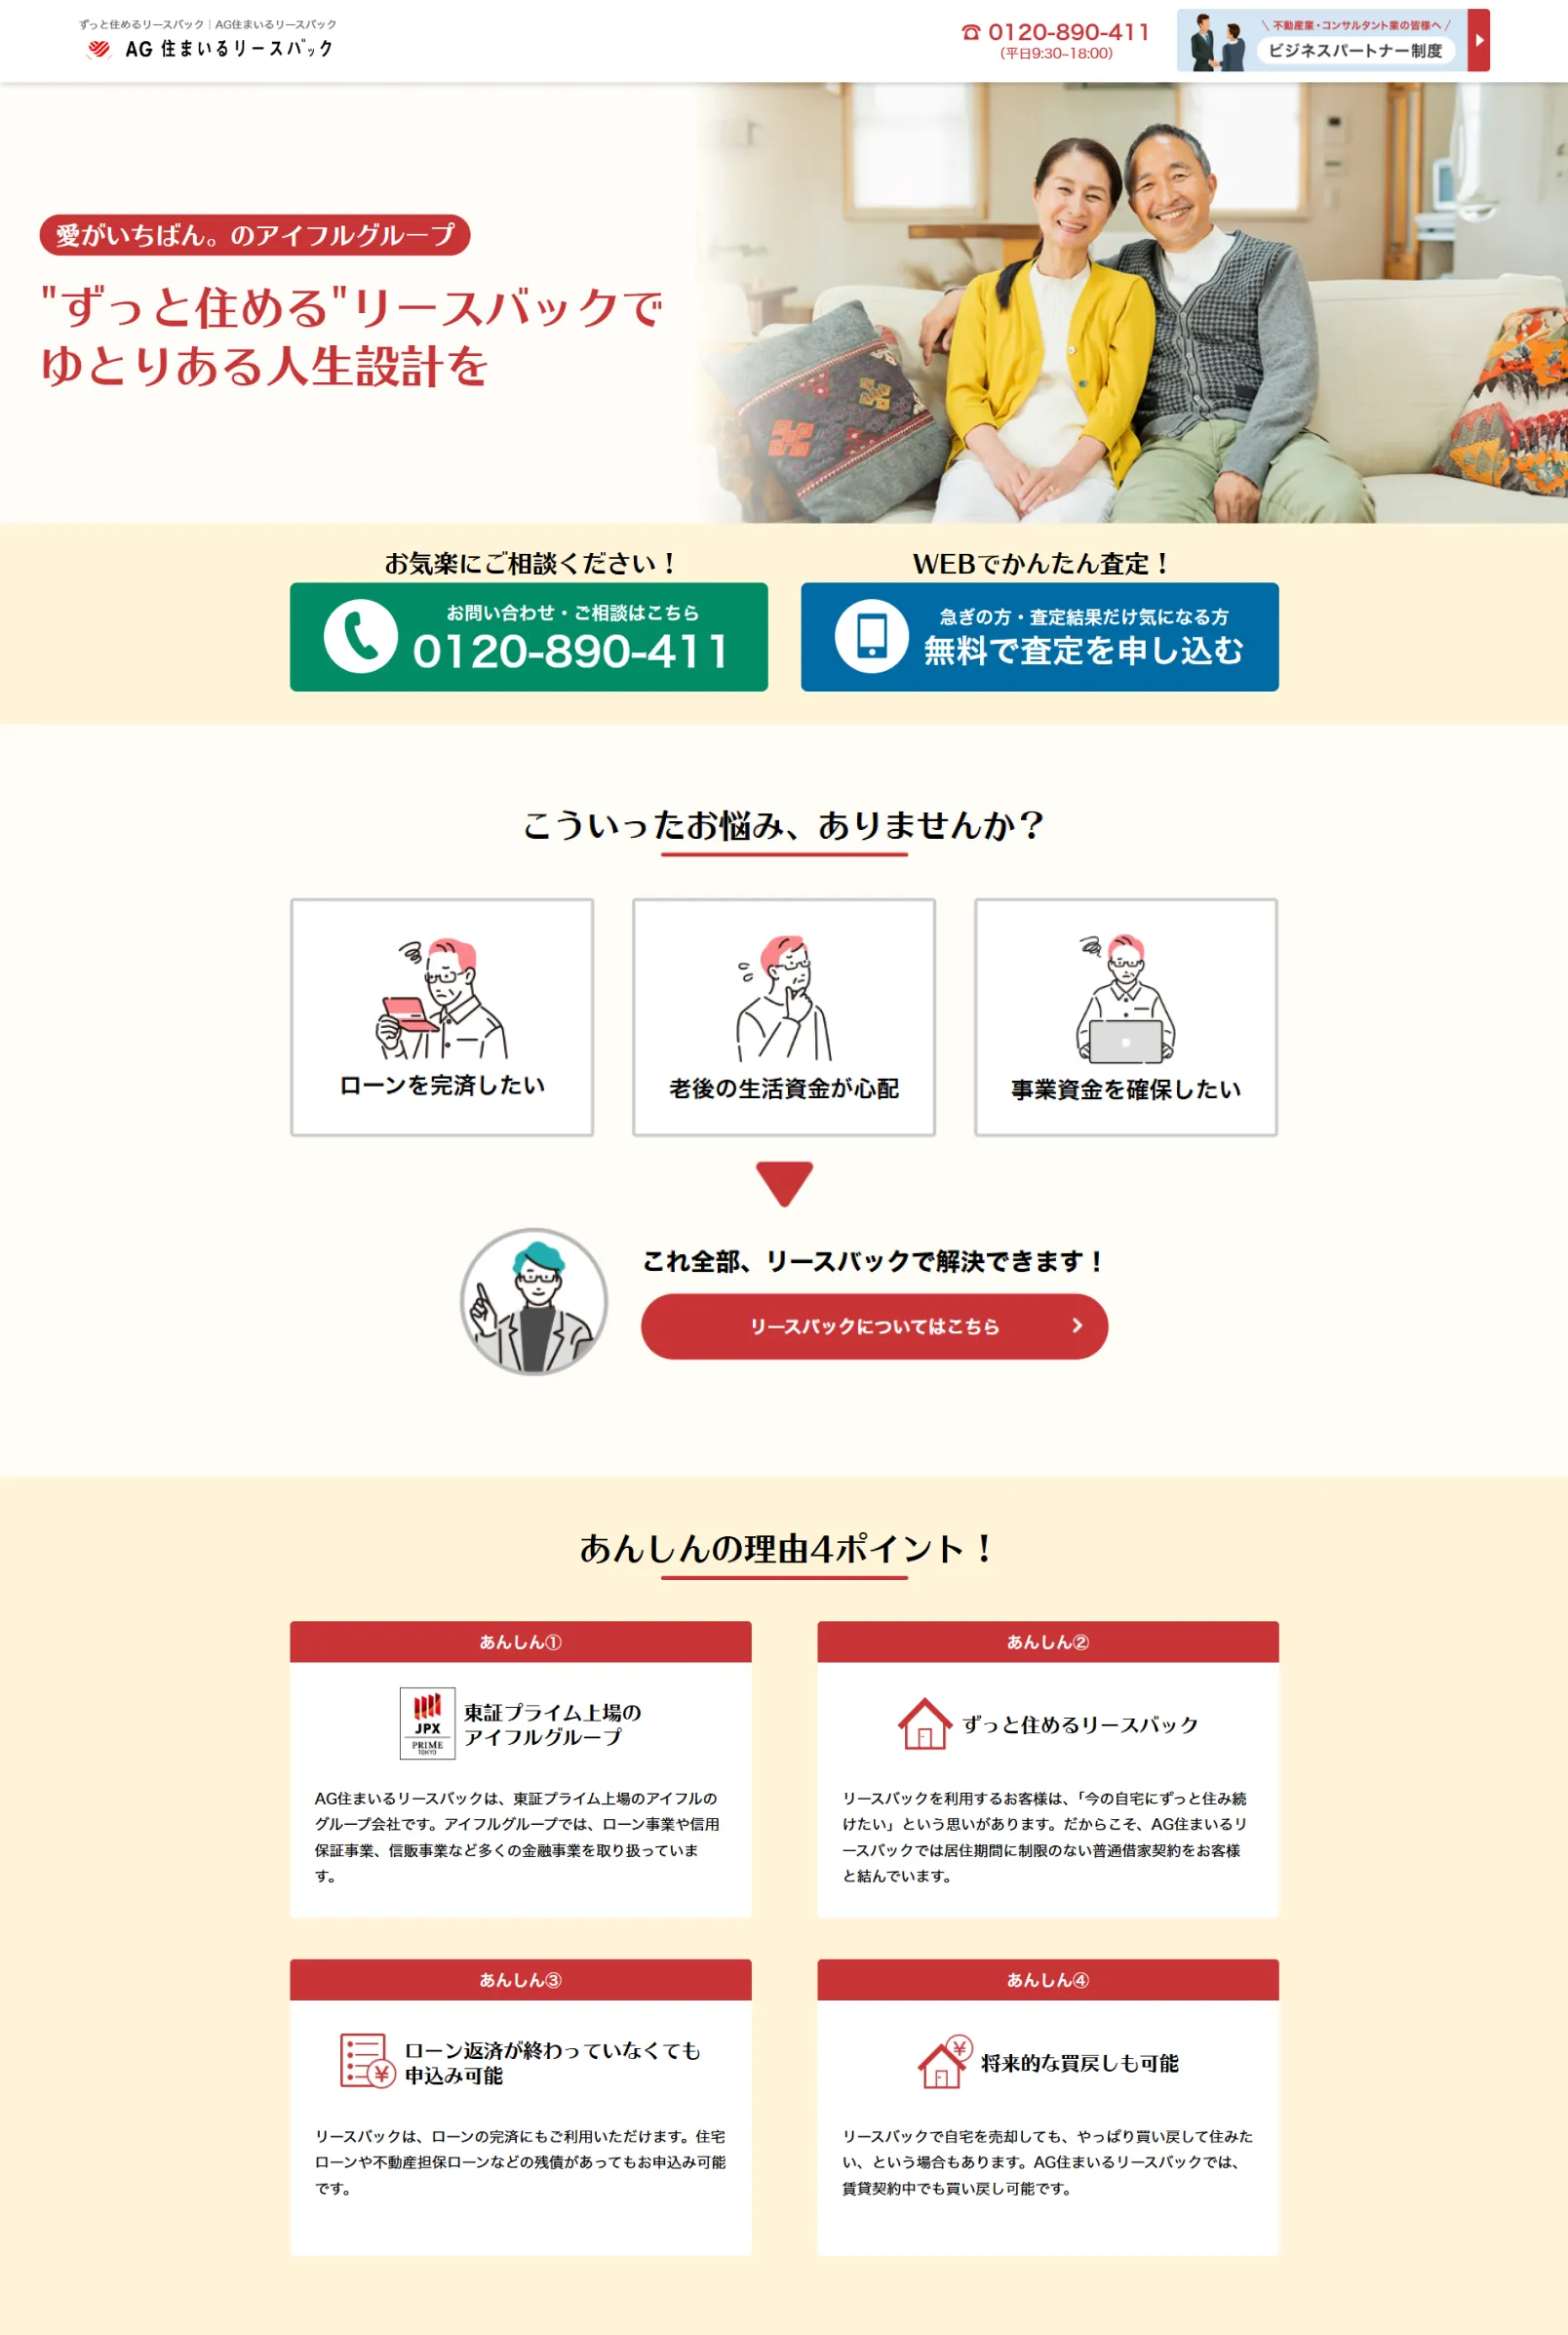 ずっと住めるリースバック｜AG住まいるリースバック
AG 住まいるリースバック
☎ 0120-890-411
（平日9:30~18:00）
\ 不動産業・コンサルタント業の皆様へ /
ビジネスパートナー制度
愛がいちばん。のアイフルグループ
"ずっと住める"リースバックで
ゆとりある人生設計を
お気楽にご相談ください！
お問い合わせ・ご相談はこちら
0120-890-411
WEBでかんたん査定！
急ぎの方・査定結果だけ気になる方
無料で査定を申し込む
こういったお悩み、ありませんか？
ローンを完済したい
老後の生活資金が心配
事業資金を確保したい
これ全部、リースバックで解決できます！
リースバックについてはこちら
あんしんの理由4ポイント！
あんしん①
JPX
PRIME
TOKYO
東証プライム上場の
アイフルグループ
AG住まいるリースバックは、東証プライム上場のアイフルの
グループ会社です。アイフルグループでは、ローン事業や信用
保証事業、信販事業など多くの金融事業を取り扱っていま
す。
あんしん②
ずっと住めるリースバック
リースバックを利用するお客様は、「今の自宅にずっと住み続
けたい」という思いがあります。だからこそ、AG住まいるリ
ースバックでは居住期間に制限のない普通借家契約をお客様
と結んでいます。
あんしん③
¥
ローン返済が終わっていなくても
申込み可能
リースバックは、ローンの完済にもご利用いただけます。住宅
ローンや不動産担保ローンなどの残債があってもお申込み可能
です。
あんしん④
¥
将来的な買戻しも可能
リースバックで自宅を売却しても、やっぱり買い戻して住みた
い、という場合もあります。AG住まいるリースバックでは、
賃貸契約中でも買い戻し可能です。